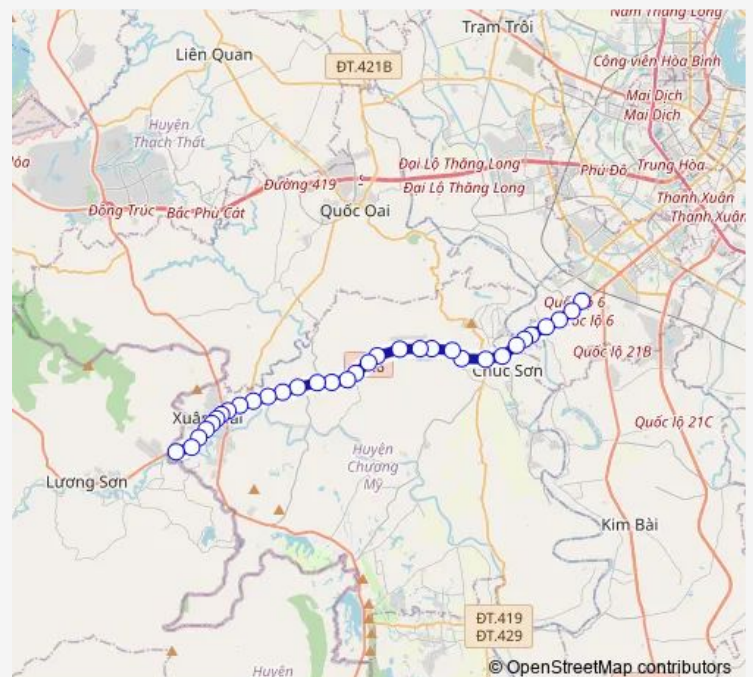 Nam Thăng Long
Trạm Trôi
Liên Quan
ĐT.421B
Công viên Hòa Bình
Mai Dịch
Mai Dịch
Huyện
Thạch Thất
Đại Lộ Thăng Long
Phú Đô
Trung Hòa
Đường 419
Đại Lộ Thăng Long
Thanh Xuân
Thanh Xuân
Đồng Trúc
Bắc Phú Cát
Quốc Oai
Quốc lộ 6
Quốc lộ 21B
Chúc Sơn
Quốc lộ 21C
Huyện
Chương
Mỹ
Lương Sơn
Kim Bài
ĐT.419
ĐT.429
Huyện
© OpenStreetMap contributors